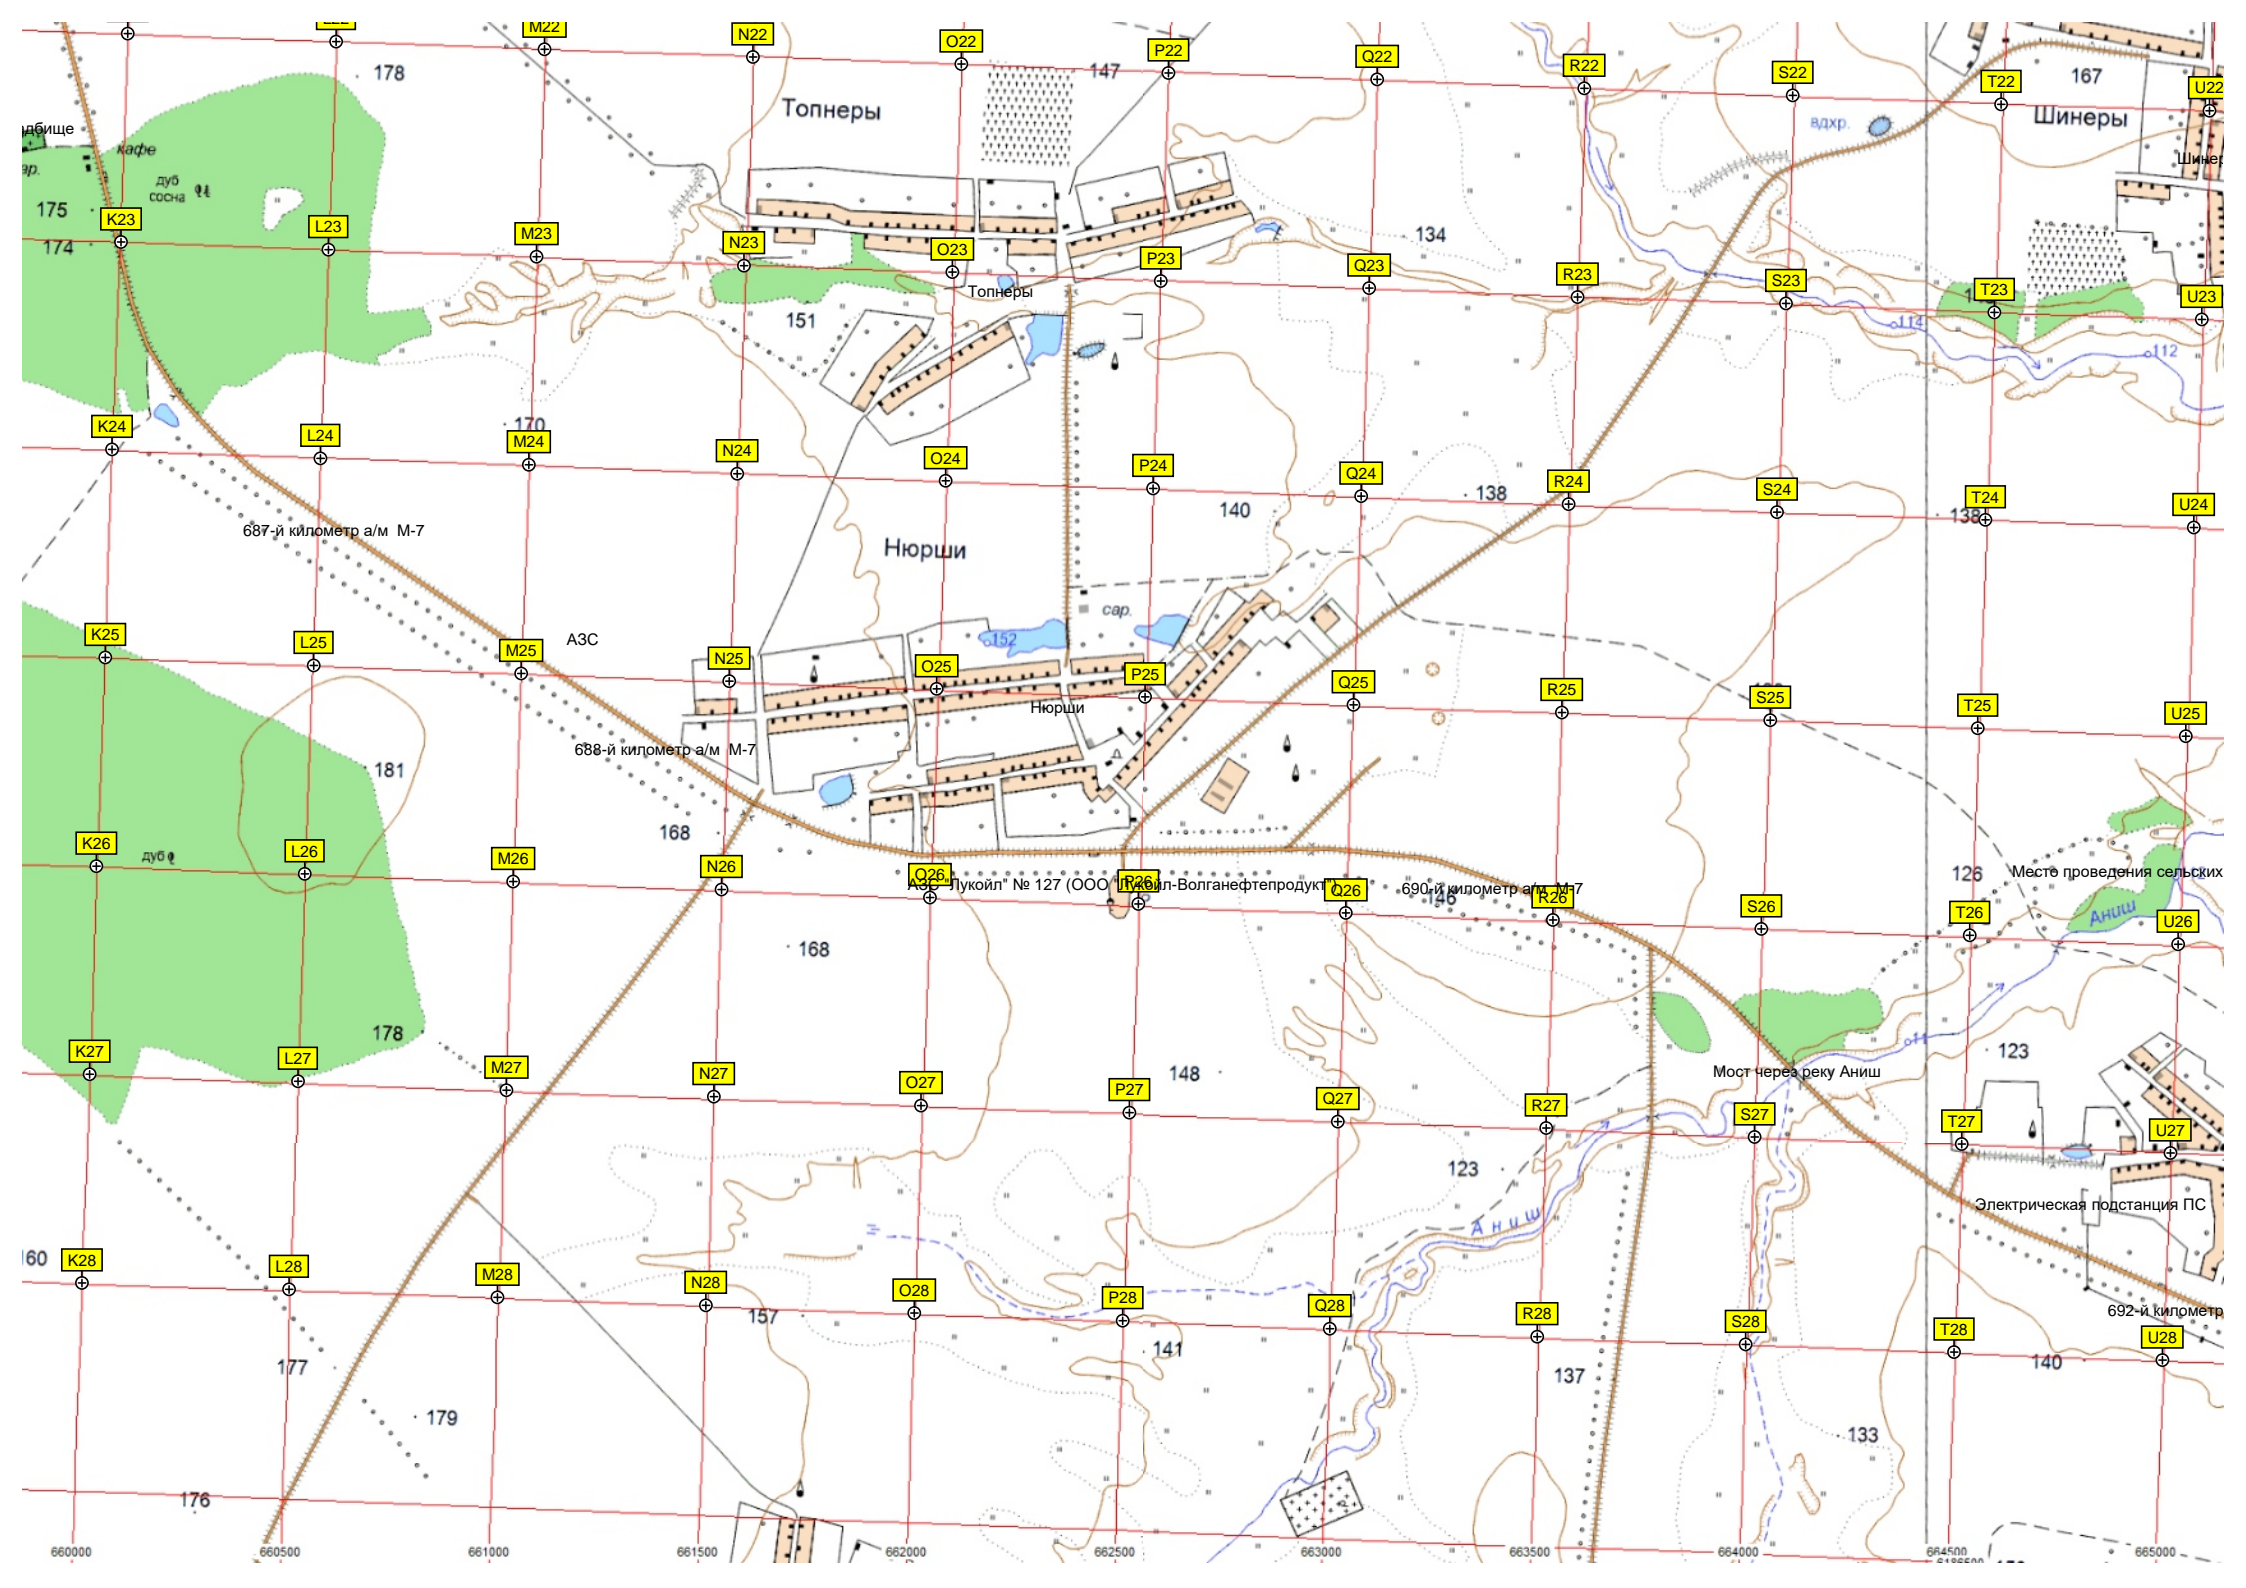 M22
N22
O22
P22
Q22
R22
S22
T22
U22
178
147
167
Топнеры
вдхр.
Шинеры
кафе
дуб
сосна
175
174
K23
L23
M23
N23
O23
P23
Q23
R23
S23
T23
U23
134
Топнеры
151
114
112
170
K24
L24
M24
N24
O24
P24
Q24
R24
S24
T24
U24
138
140
138
687-й километр а/м М-7
Нюрши
сар.
152
АЗС
K25
L25
M25
N25
O25
P25
Q25
R25
S25
T25
U25
Нюрши
688-й километр а/м М-7
181
168
K26
L26
M26
N26
O26
P26
Q26
R26
S26
T26
U26
дуб
АЗС "Лукойл" № 127 (ООО "Лукойл-Волганефтепродукт")
690-й километр а/м М-7
146
126
Место проведения сельских
Аниш
168
178
K27
L27
M27
N27
O27
P27
Q27
R27
S27
T27
U27
148
123
Мост через реку Аниш
123
Аниш
Электрическая подстанция ПС
160
K28
L28
M28
N28
O28
P28
Q28
R28
S28
T28
U28
692-й километр
157
141
140
177
137
179
133
176
660000
660500
661000
661500
662000
662500
663000
663500
664000
664500
665000